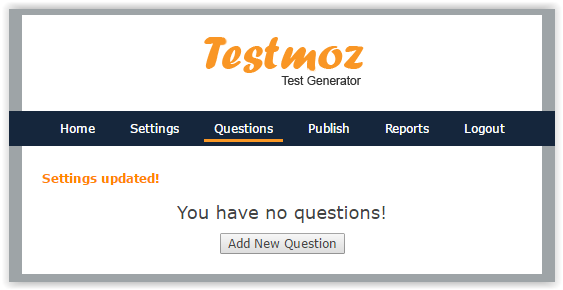 Testmoz
Test Generator
Home Settings Questions Publish Reports Logout
Settings updated!
You have no questions!
Add New Question